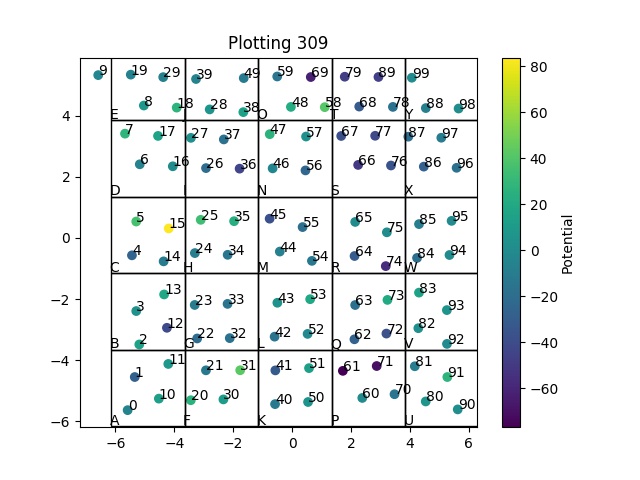 Plotting 309
9 19 29 39 49 59 69 79 89 99
8 18 28 38 48 58 68 78 88 98
E J O T Y
7 17 27 37 47 57 67 77 87 97
6 16 26 36 46 56 66 76 86 96
D I N S X
5 15 25 35 45 55 65 75 85 95
4 14 24 34 44 54 64 74 84 94
C H M R W
3 13 23 33 43 53 63 73 83 93
2 12 22 32 42 52 62 72 82 92
B G L Q V
1 11 21 31 41 51 61 71 81 91
0 10 20 30 40 50 60 70 80 90
A F K P U
4
2
0
−2
−4
−6
−6 −4 −2 0 2 4 6
80
60
40
20
0
−20
−40
−60
Potential